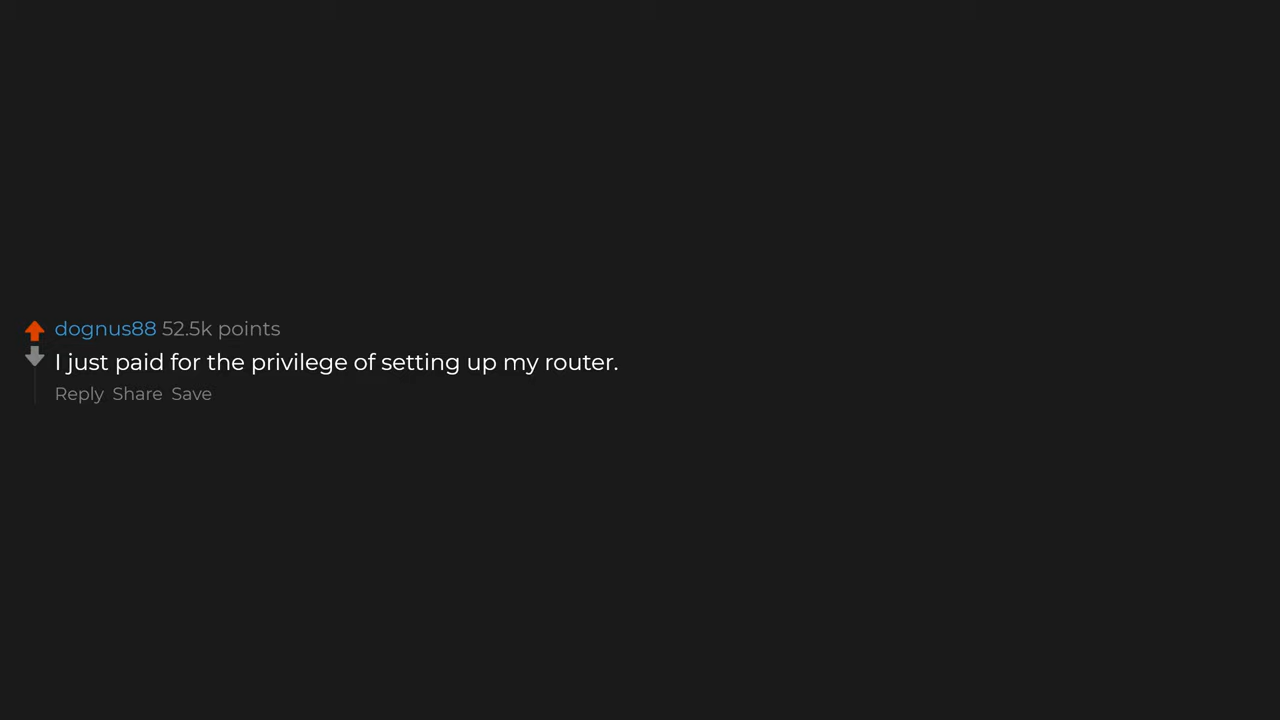 dognus88 52.5k points
I just paid for the privilege of setting up my router.
Reply Share Save